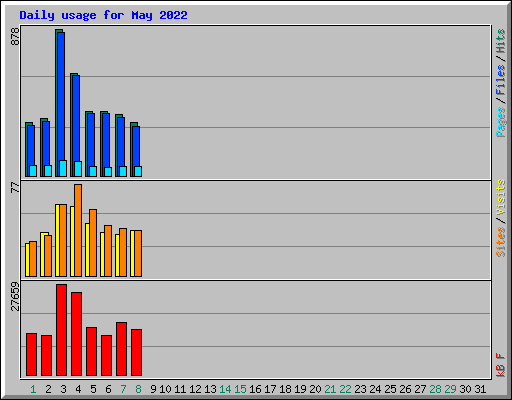 Daily usage for May 2022
878
Pages/Files/Hits
77
Sites/Visits
27659
kB F
1 2 3 4 5 6 7 8 9 10 11 12 13 14 15 16 17 18 19 20 21 22 23 24 25 26 27 28 29 30 31